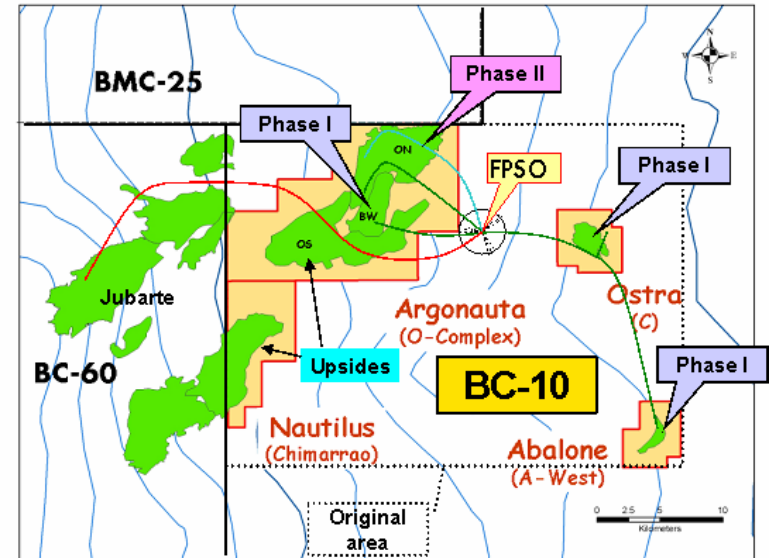 BMC-25
Phase II
Phase I
N
W
E
S
ON
FPSO
Phase I
BW
OS
Jubarte
Argonauta
(O-Complex)
Ostra
(C)
BC-60
Upsides
BC-10
Phase I
Nautilus
(Chimarrao)
Abalone
(A-West)
Original
area
0 2.5 5 10
Kilometers